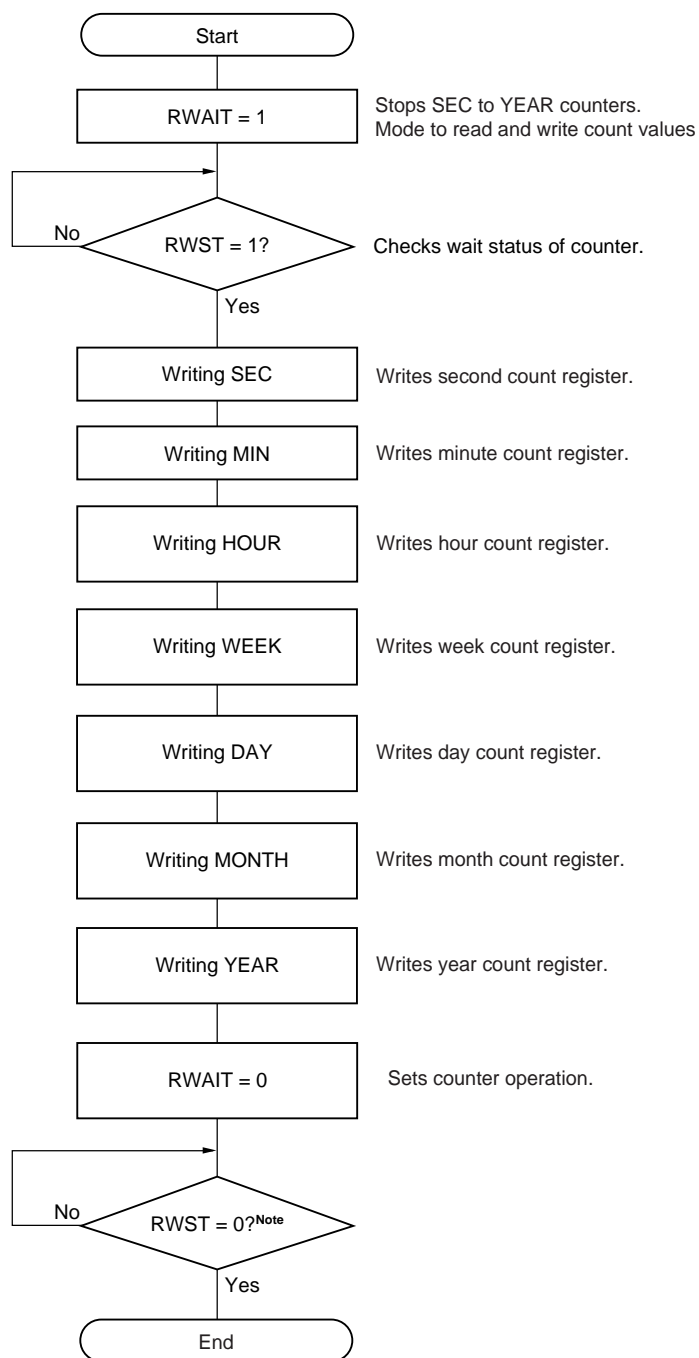 Start
RWAIT = 1
Stops SEC to YEAR counters.
Mode to read and write count values
No
RWST = 1?
Checks wait status of counter.
Yes
Writing SEC
Writes second count register.
Writing MIN
Writes minute count register.
Writing HOUR
Writes hour count register.
Writing WEEK
Writes week count register.
Writing DAY
Writes day count register.
Writing MONTH
Writes month count register.
Writing YEAR
Writes year count register.
RWAIT = 0
Sets counter operation.
No
RWST = 0?Note
Yes
End